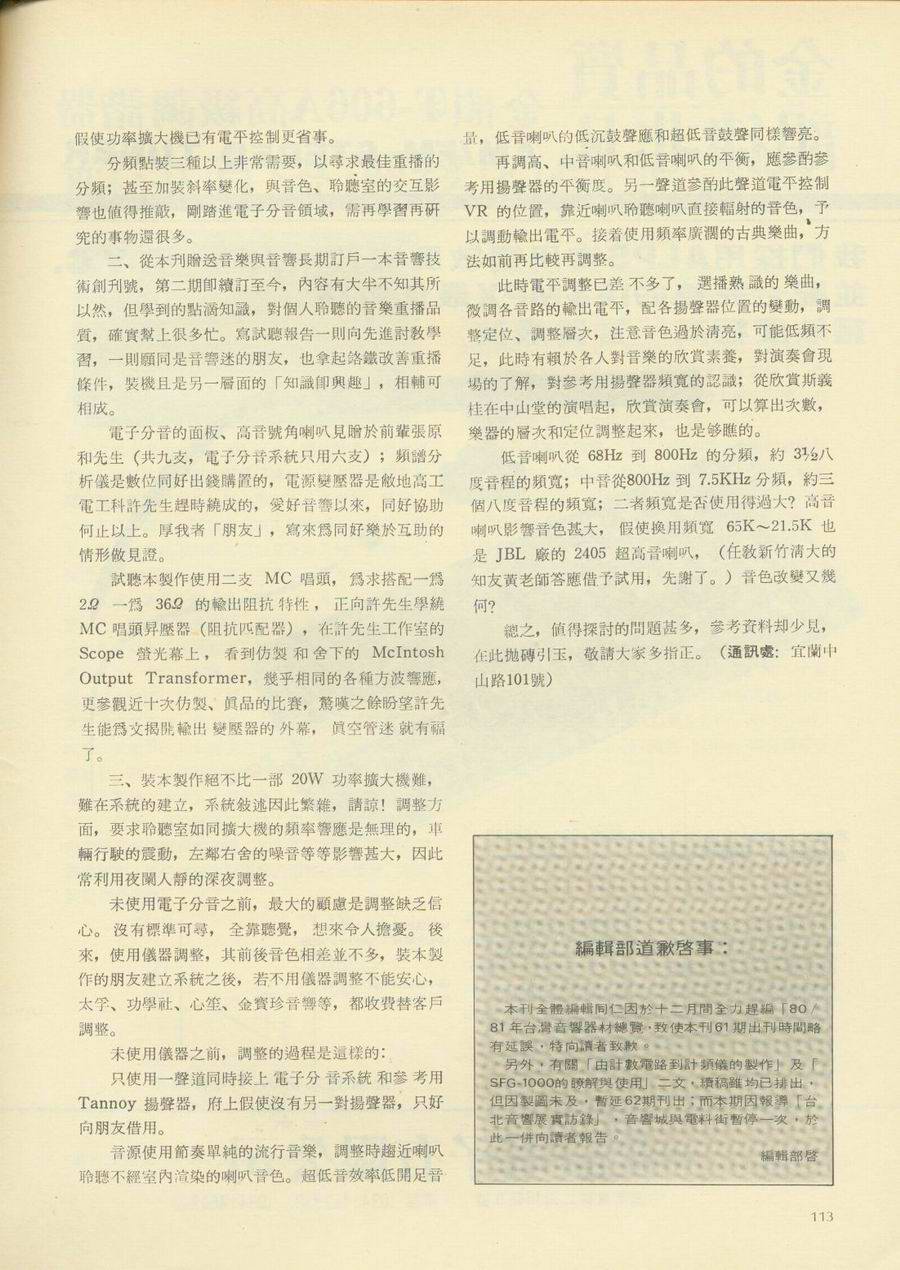 假使功率擴大機已有電平控制更省事。
分頻點裝三種以上非常需要，以尋求最佳重播的
分頻；甚至加裝斜率變化，與音色、聆聽室的交互影
響也値得推敲，剛踏進電子分音領域，需再學習再研
究的事物還很多。
二、從本刊贈送音樂與音響長期訂戶一本音響技
術創刊號，第二期卽續訂至今，內容有大半不知其所
以然，但學到的點滴知識，對個人聆聽的音樂重播品
質，確實幫上很多忙。寫試聽報告一則向先進討敎學
習，一則願同是音響迷的朋友，也拿起烙鐵改善重播
條件，裝機且是另一層面的「知識卽興趣」，相輔可
相成。
電子分音的面板、高音號角喇叭見贈於前輩張原
和先生（共九支，電子分音系統只用六支）；頻譜分
析儀是數位同好出錢購置的，電源變壓器是敝地高工
電工科許先生趕時繞成的，愛好音響以來，同好協助
何止以上。厚我者「朋友」，寫來爲同好樂於互助的
情形做見證。
試聽本製作使用二支 MC 唱頭，爲求搭配一爲
2Ω 一爲 36Ω 的輸出阻抗特性，正向許先生學繞
MC 唱頭昇壓器（阻抗匹配器），在許先生工作室的
Scope 螢光幕上，看到仿製和舍下的 McIntosh
Output Transformer，幾乎相同的各種方波響應，
更參觀近十次仿製、眞品的比賽，驚嘆之餘盼望許先
生能爲文揭開輸出變壓器的外幕，眞空管迷就有福
了。
三、裝本製作絕不比一部 20W 功率擴大機難，
難在系統的建立，系統敍述因此繁雜，請諒！調整方
面，要求聆聽室如同擴大機的頻率響應是無理的，車
輛行駛的震動，左鄰右舍的噪音等等影響甚大，因此
常利用夜闌人靜的深夜調整。
未使用電子分音之前，最大的顧慮是調整缺乏信
心。沒有標準可尋，全靠聽覺，想來令人擔憂。後
來，使用儀器調整，其前後音色相差並不多，裝本製
作的朋友建立系統之後，若不用儀器調整不能安心，
太孚、功學社、心笙、金寶珍音響等，都收費替客戶
調整。
未使用儀器之前，調整的過程是這樣的：
只使用一聲道同時接上電子分音系統和參考用
Tannoy 揚聲器，府上假使沒有另一對揚聲器，只好
向朋友借用。
音源使用節奏單純的流行音樂，調整時趨近喇叭
聆聽不經室內渲染的喇叭音色。超低音效率低開足音
量，低音喇叭的低沉鼓聲應和超低音鼓聲同樣響亮。
再調高、中音喇叭和低音喇叭的平衡，應參酌參
考用揚聲器的平衡度。另一聲道參酌此聲道電平控制
VR 的位置，靠近喇叭聆聽喇叭直接輻射的音色，予
以調動輸出電平。接着使用頻率廣濶的古典樂曲，方
法如前再比較再調整。
此時電平調整已差不多了，選播熟識的樂曲，
微調各音路的輸出電平，配各揚聲器位置的變動，調
整定位、調整層次，注意音色過於淸亮，可能低頻不
足，此時有賴於各人對音樂的欣賞素養，對演奏會現
場的了解，對參考用揚聲器頻寬的認識；從欣賞斯義
桂在中山堂的演唱起，欣賞演奏會，可以算出次數，
樂器的層次和定位調整起來，也是够瞧的。
低音喇叭從 68Hz 到 800Hz 的分頻，約 3½八
度音程的頻寬；中音從800Hz 到 7.5KHz 分頻，約三
個八度音程的頻寬；二者頻寬是否使用得過大？高音
喇叭影響音色甚大，假使換用頻寬 65K～21.5K 也
是 JBL 廠的 2405 超高音喇叭，（任敎新竹淸大的
知友黃老師答應借予試用，先謝了。）音色改變又幾
何？
總之，値得探討的問題甚多，參考資料却少見，
在此拋磚引玉，敬請大家多指正。（通訊處：宜蘭中
山路101號）
編輯部道歉啓事：
本刊全體編輯同仁因於十二月間全力趕編「80／
81年台灣音響器材總覽，致使本刊61期出刊時間略
有延誤，特向讀者致歉。
另外，有關「由計數電路到計頻儀的製作」及「
SFG-1000的瞭解與使用」二文，續稿雖均已排出，
但因製圖未及，暫延62期刊出；而本期因報導「台
北音響展實訪錄」，音響城與電料街暫停一次，於
此一併向讀者報告。
編輯部啓
113